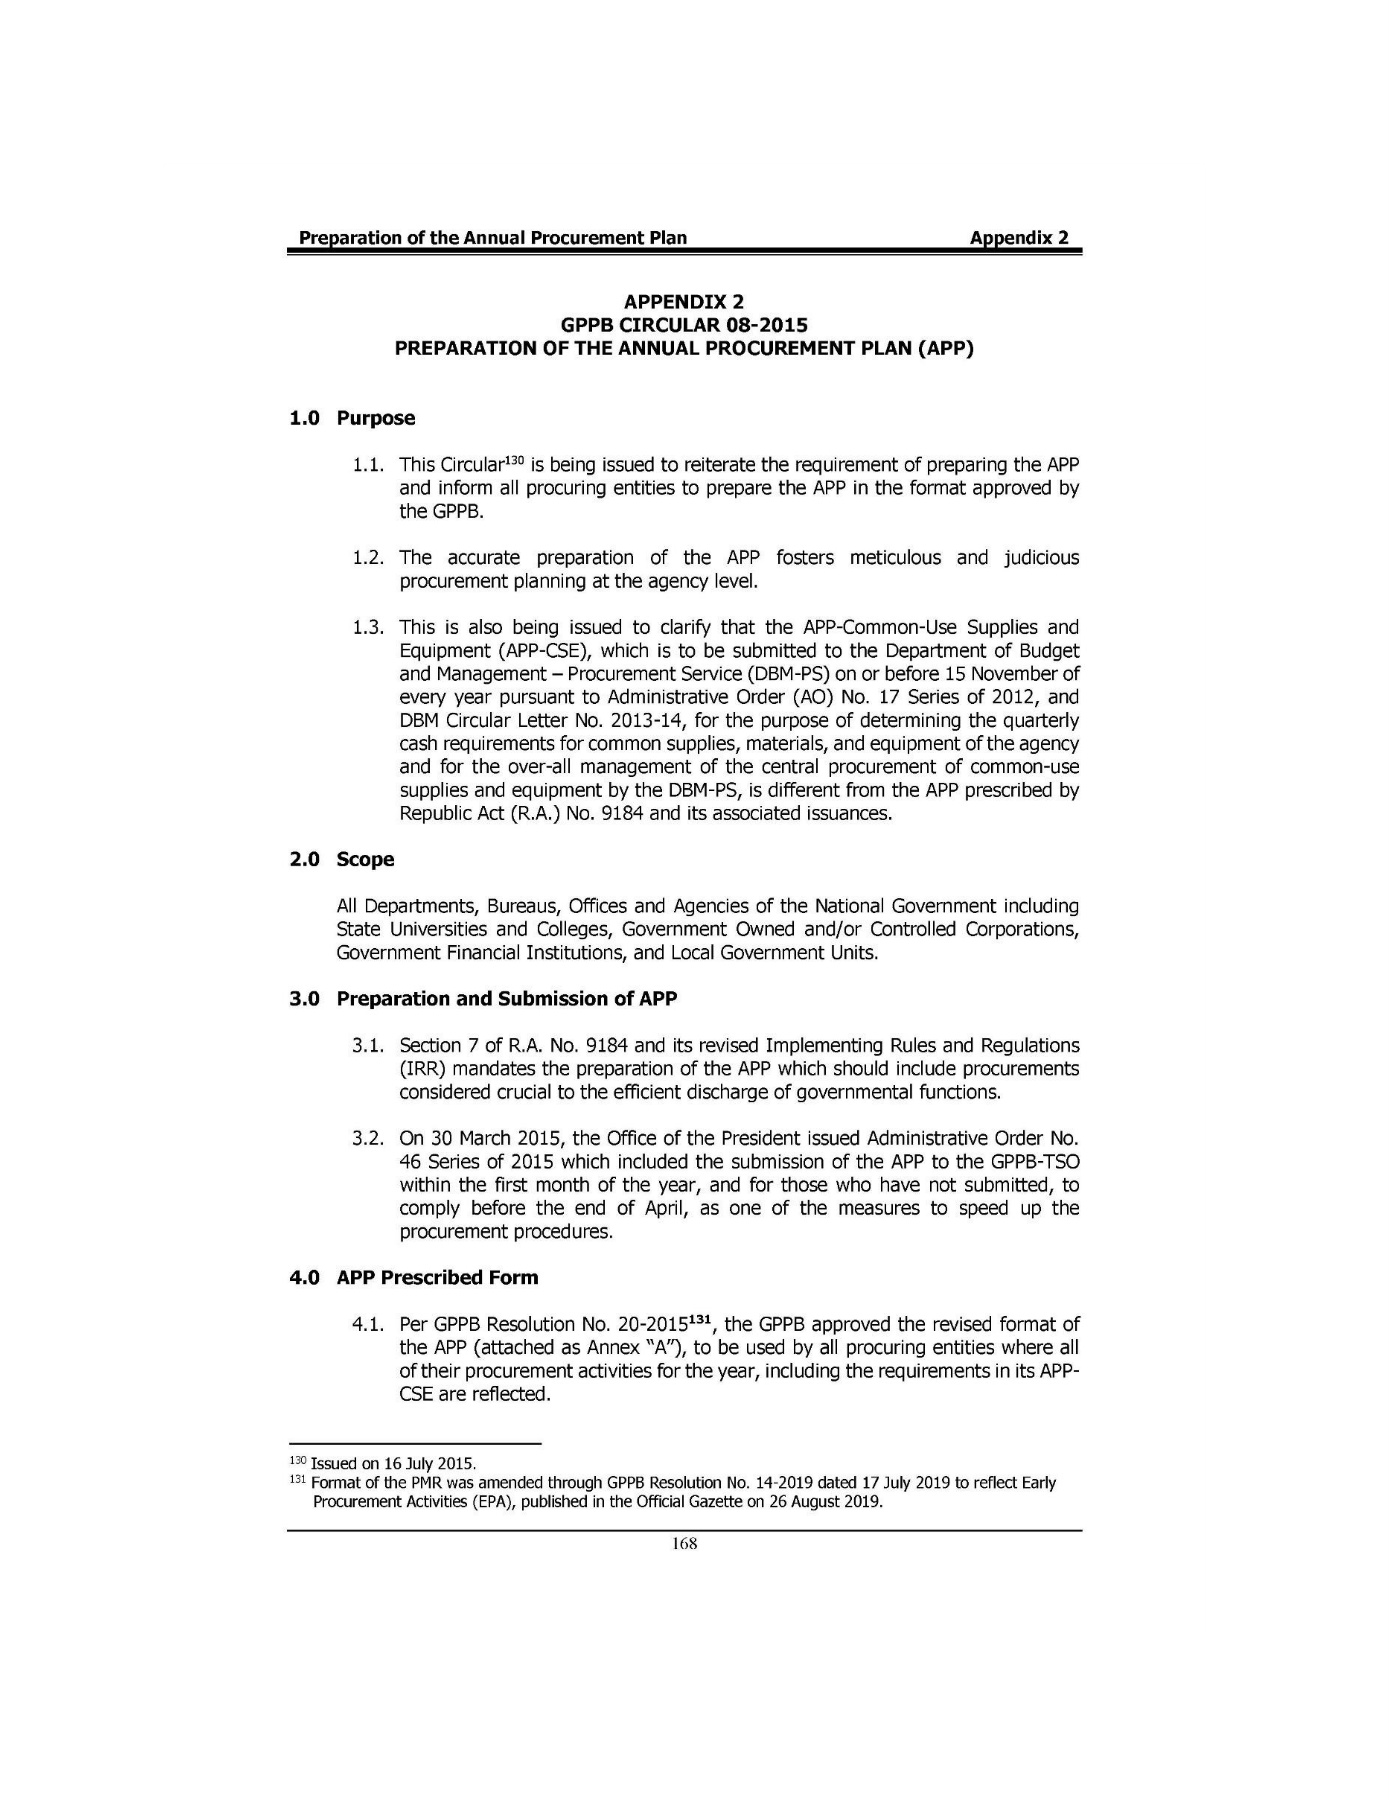 Preparation of the Annual Procurement Plan Appendix 2
APPENDIX 2
GPPB CIRCULAR 08-2015
PREPARATION OF THE ANNUAL PROCUREMENT PLAN (APP)
1.0 Purpose
1.1. This Circular130 is being issued to reiterate the requirement of preparing the APP
and inform all procuring entities to prepare the APP in the format approved by
the GPPB.
1.2. The accurate preparation of the APP fosters meticulous and judicious
procurement planning at the agency level.
1.3. This is also being issued to clarify that the APP-Common-Use Supplies and
Equipment (APP-CSE), which is to be submitted to the Department of Budget
and Management – Procurement Service (DBM-PS) on or before 15 November of
every year pursuant to Administrative Order (AO) No. 17 Series of 2012, and
DBM Circular Letter No. 2013-14, for the purpose of determining the quarterly
cash requirements for common supplies, materials, and equipment of the agency
and for the over-all management of the central procurement of common-use
supplies and equipment by the DBM-PS, is different from the APP prescribed by
Republic Act (R.A.) No. 9184 and its associated issuances.
2.0 Scope
All Departments, Bureaus, Offices and Agencies of the National Government including
State Universities and Colleges, Government Owned and/or Controlled Corporations,
Government Financial Institutions, and Local Government Units.
3.0 Preparation and Submission of APP
3.1. Section 7 of R.A. No. 9184 and its revised Implementing Rules and Regulations
(IRR) mandates the preparation of the APP which should include procurements
considered crucial to the efficient discharge of governmental functions.
3.2. On 30 March 2015, the Office of the President issued Administrative Order No.
46 Series of 2015 which included the submission of the APP to the GPPB-TSO
within the first month of the year, and for those who have not submitted, to
comply before the end of April, as one of the measures to speed up the
procurement procedures.
4.0 APP Prescribed Form
4.1. Per GPPB Resolution No. 20-2015131, the GPPB approved the revised format of
the APP (attached as Annex “A”), to be used by all procuring entities where all
of their procurement activities for the year, including the requirements in its APP-
CSE are reflected.
130 Issued on 16 July 2015.
131 Format of the PMR was amended through GPPB Resolution No. 14-2019 dated 17 July 2019 to reflect Early
Procurement Activities (EPA), published in the Official Gazette on 26 August 2019.
168